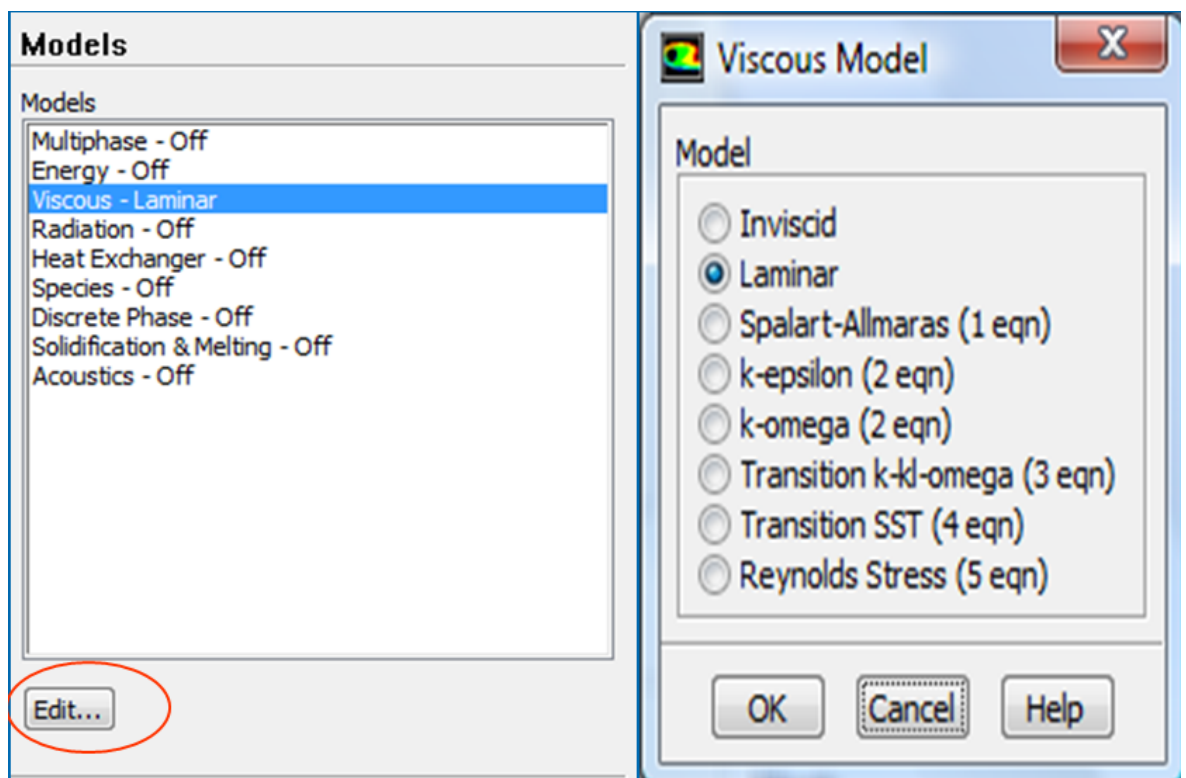 Models
Models
Multiphase - Off
Energy - Off
Viscous - Laminar
Radiation - Off
Heat Exchanger - Off
Species - Off
Discrete Phase - Off
Solidification & Melting - Off
Acoustics - Off
Edit...
Viscous Model
X
Model
Inviscid
Laminar
Spalart-Allmaras (1 eqn)
k-epsilon (2 eqn)
k-omega (2 eqn)
Transition k-kl-omega (3 eqn)
Transition SST (4 eqn)
Reynolds Stress (5 eqn)
OK Cancel Help